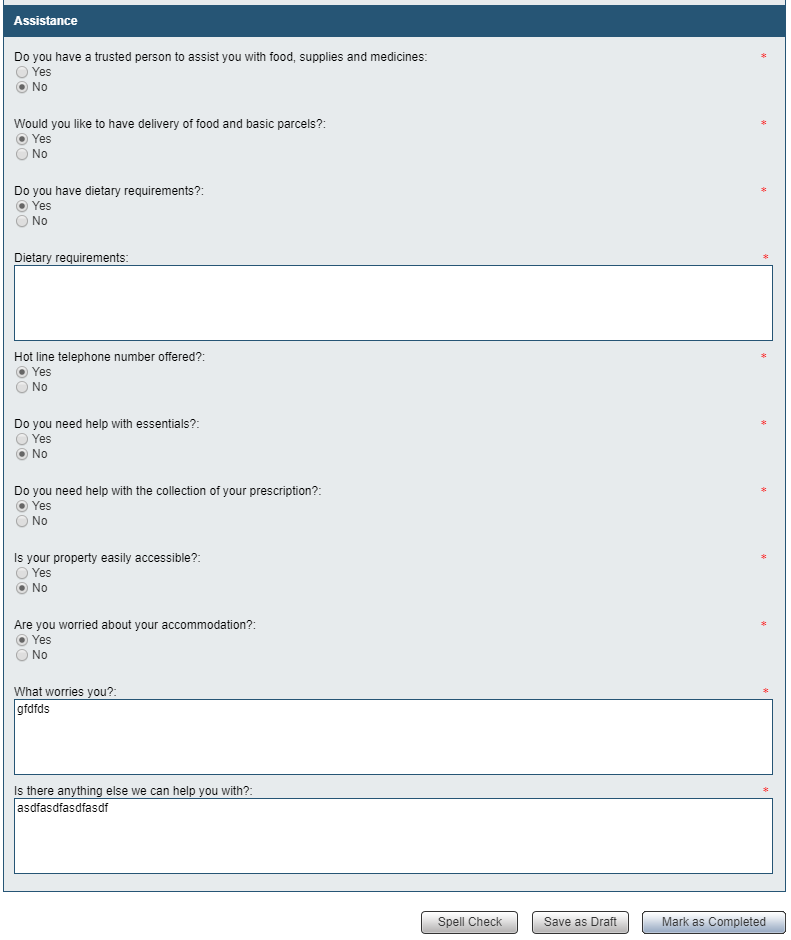 Assistance
Do you have a trusted person to assist you with food, supplies and medicines: *
Yes
No
Would you like to have delivery of food and basic parcels?: *
Yes
No
Do you have dietary requirements?: *
Yes
No
Dietary requirements: *
Hot line telephone number offered?: *
Yes
No
Do you need help with essentials?: *
Yes
No
Do you need help with the collection of your prescription?: *
Yes
No
Is your property easily accessible?: *
Yes
No
Are you worried about your accommodation?: *
Yes
No
What worries you?: *
gfdfds
Is there anything else we can help you with?: *
asdfasdfasdfasdf
Spell Check Save as Draft Mark as Completed